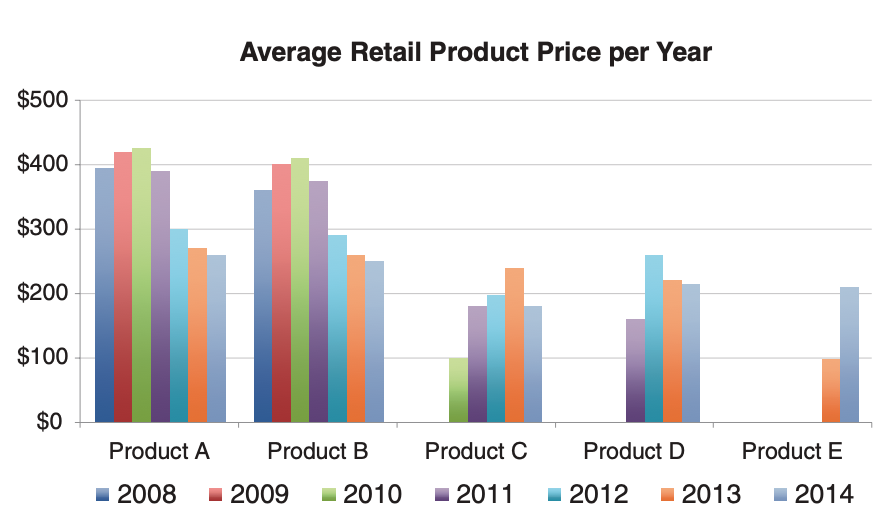 Average Retail Product Price per Year
$500
$400
$300
$200
$100
$0
Product A Product B Product C Product D Product E
2008 2009 2010 2011 2012 2013 2014